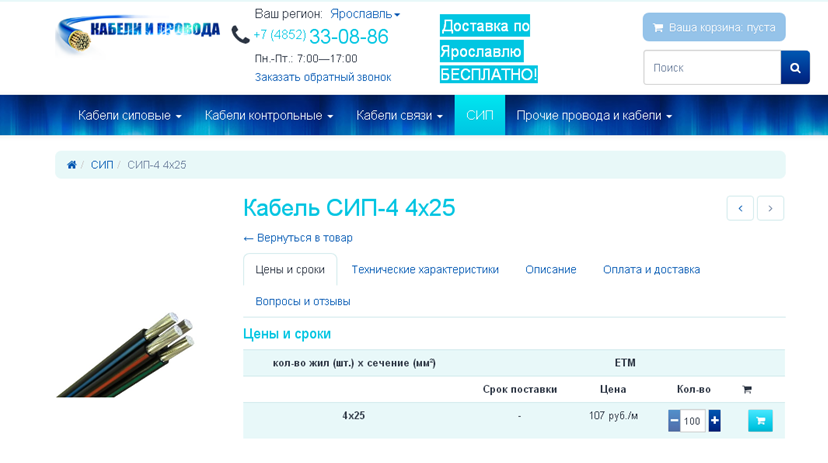 КАБЕЛИ И ПРОВОДА
Ваш регион: Ярославль
+7 (4852) 33-08-86
Пн.-Пт.: 7:00—17:00
Заказать обратный звонок
Доставка по
Ярославлю
БЕСПЛАТНО!
Ваша корзина: пуста
Поиск
Кабели силовые Кабели контрольные Кабели связи СИП Прочие провода и кабели
/ СИП / СИП-4 4х25
Кабель СИП-4 4х25
← Вернуться в товар
Цены и сроки Технические характеристики Описание Оплата и доставка
Вопросы и отзывы
Цены и сроки
кол-во жил (шт.) х сечение (мм²) ЕТМ
Срок поставки Цена Кол-во
4х25 - 107 руб./м 100